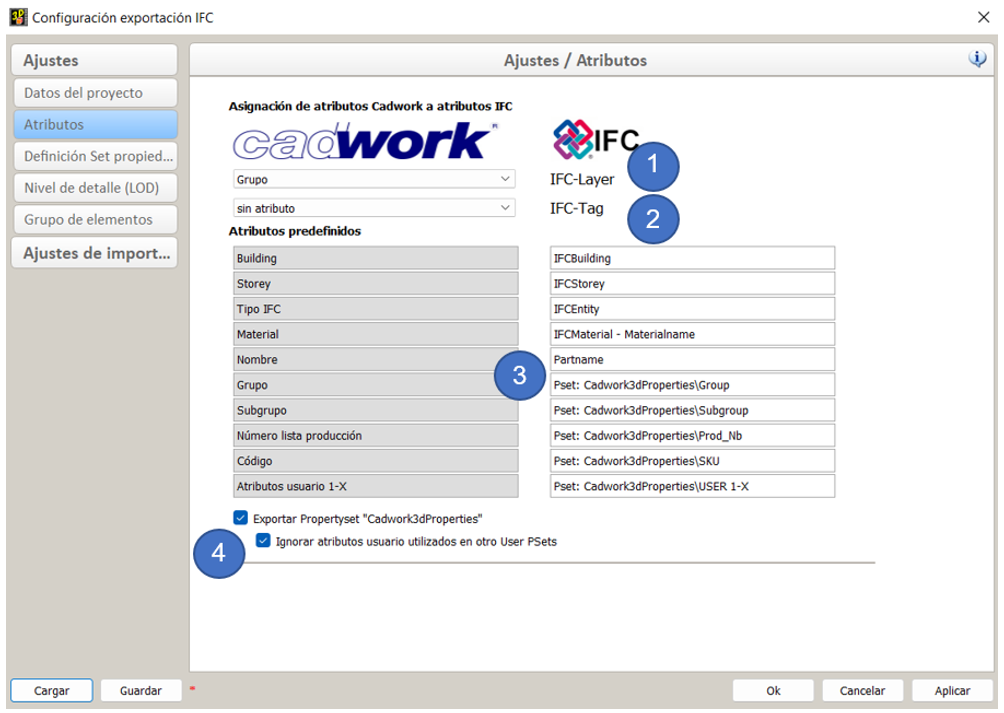 Configuración exportación IFC
Ajustes
Datos del proyecto
Atributos
Definición Set propied...
Nivel de detalle (LOD)
Grupo de elementos
Ajustes de import...
Ajustes / Atributos
Asignación de atributos Cadwork a atributos IFC
cadwork ® IFC
Grupo IFC-Layer 1
sin atributo IFC-Tag 2
Atributos predefinidos
Building IFCBuilding
Storey IFCStorey
Tipo IFC IFCEntity
Material IFCMaterial - Materialname
Nombre Partname
3
Grupo Pset: Cadwork3dProperties\Group
Subgrupo Pset: Cadwork3dProperties\Subgroup
Número lista producción Pset: Cadwork3dProperties\Prod_Nb
Código Pset: Cadwork3dProperties\SKU
Atributos usuario 1-X Pset: Cadwork3dProperties\USER 1-X
Exportar Propertyset "Cadwork3dProperties"
4 Ignorar atributos usuario utilizados en otro User PSets
Cargar Guardar * Ok Cancelar Aplicar